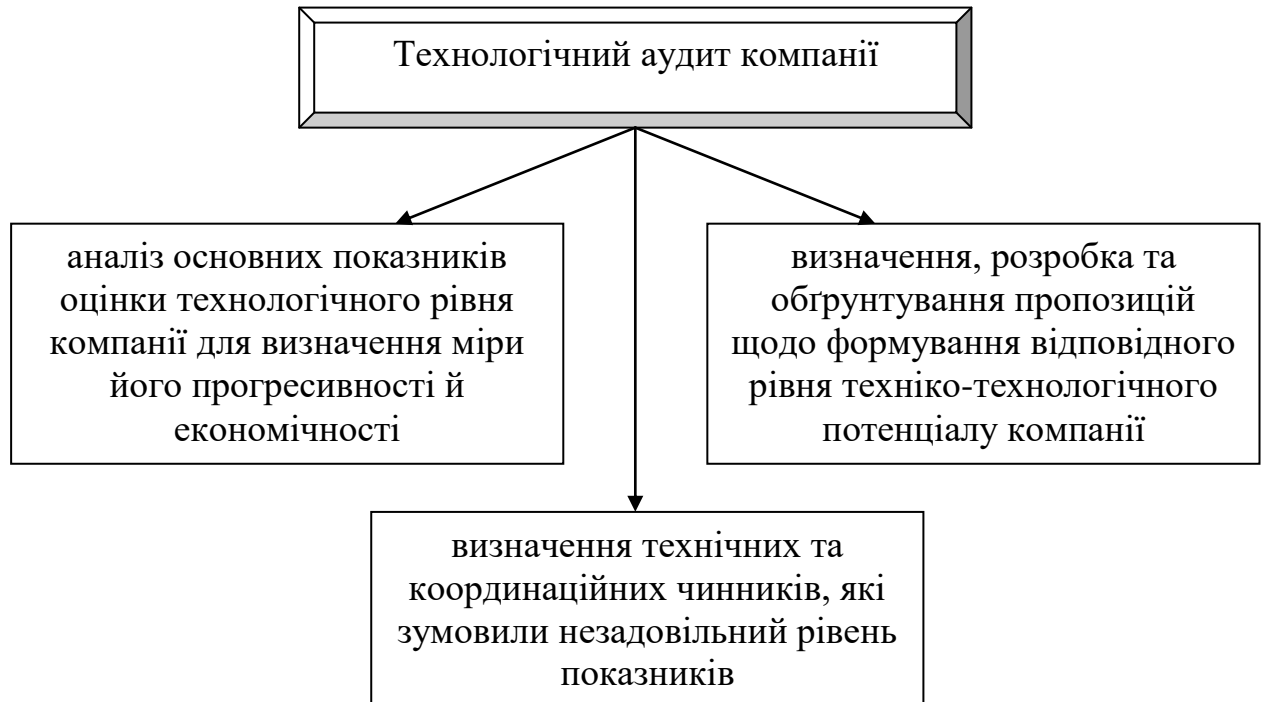 Технологічний аудит компанії
аналіз основних показників
оцінки технологічного рівня
компанії для визначення міри
його прогресивності й
економічності
визначення, розробка та
обґрунтування пропозицій
щодо формування відповідного
рівня техніко-технологічного
потенціалу компанії
визначення технічних та
координаційних чинників, які
зумовили незадовільний рівень
показників